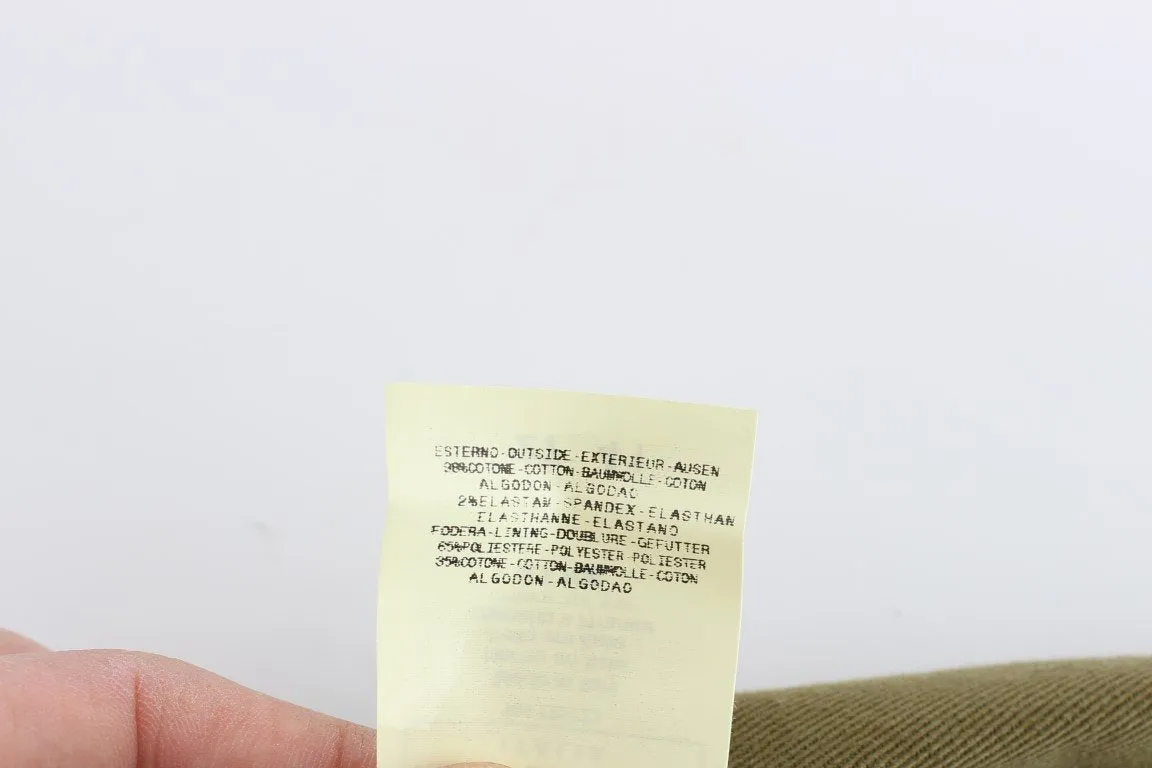 ESTERNO-OUTSIDE-EXTERIEUR-AUSEN
98%COTONE-COTTON-BAUMWOLLE-COTON
ALGODON-ALGODAO
2%ELASTAM-SPANDEX-ELASTHAN
ELASTHANNE-ELASTANO
FODERA-LINING-DOUBLURE-GEFUTTER
65%POLIESTERE-POLYESTER-POLIESTER
35%COTONE-COTTON-BAUMWOLLE-COTON
ALGODON-ALGODAO